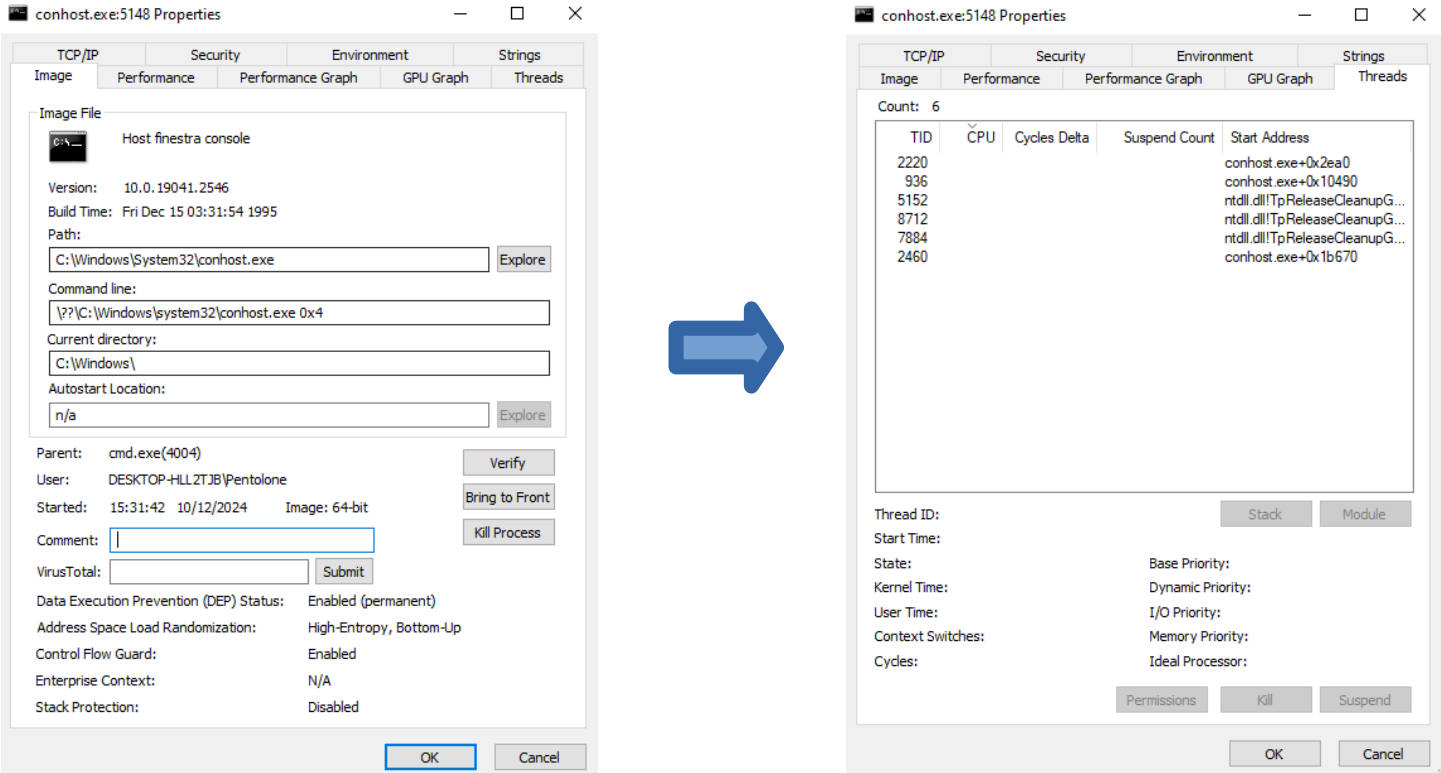 conhost.exe:5148 Properties
TCP/IP Security Environment Strings
Image Performance Performance Graph GPU Graph Threads
Image File
C:\_
Host finestra console
Version: 10.0.19041.2546
Build Time: Fri Dec 15 03:31:54 1995
Path:
C:\Windows\System32\conhost.exe Explore
Command line:
\??\C:\Windows\system32\conhost.exe 0x4
Current directory:
C:\Windows\
Autostart Location:
n/a Explore
Parent: cmd.exe(4004)
Verify
User: DESKTOP-HLL2TJB\Pentolone
Bring to Front
Started: 15:31:42 10/12/2024 Image: 64-bit
Kill Process
Comment:
VirusTotal: Submit
Data Execution Prevention (DEP) Status: Enabled (permanent)
Address Space Load Randomization: High-Entropy, Bottom-Up
Control Flow Guard: Enabled
Enterprise Context: N/A
Stack Protection: Disabled
OK Cancel
conhost.exe:5148 Properties
TCP/IP Security Environment Strings
Image Performance Performance Graph GPU Graph Threads
Count: 6
TID CPU Cycles Delta Suspend Count Start Address
2220 conhost.exe+0x2ea0
936 conhost.exe+0x10490
5152 ntdll.dll!TpReleaseCleanupG...
8712 ntdll.dll!TpReleaseCleanupG...
7884 ntdll.dll!TpReleaseCleanupG...
2460 conhost.exe+0x1b670
Thread ID: Stack Module
Start Time:
State: Base Priority:
Kernel Time: Dynamic Priority:
User Time: I/O Priority:
Context Switches: Memory Priority:
Cycles: Ideal Processor:
Permissions Kill Suspend
OK Cancel